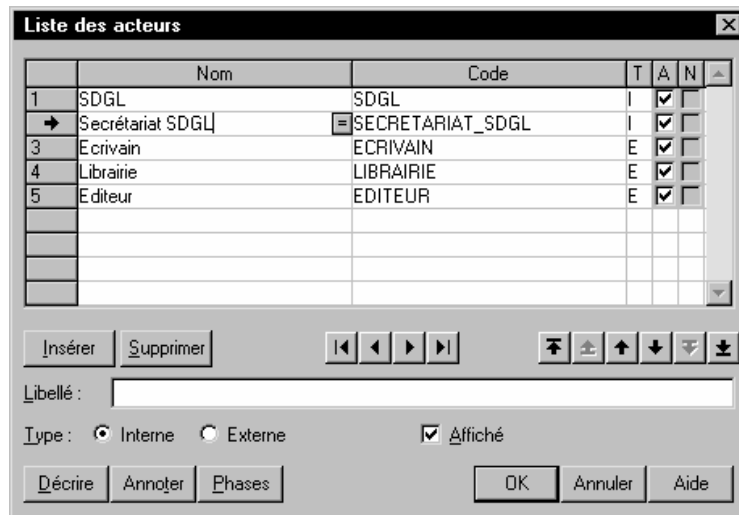 Liste des acteurs
Nom Code T A N
1 SDGL SDGL I
Secrétariat SDGL = SECRETARIAT_SDGL I
3 Ecrivain ECRIVAIN E
4 Librairie LIBRAIRIE E
5 Editeur EDITEUR E
Insérer Supprimer
Libellé :
Type : Interne Externe Affiché
Décrire Annoter Phases OK Annuler Aide